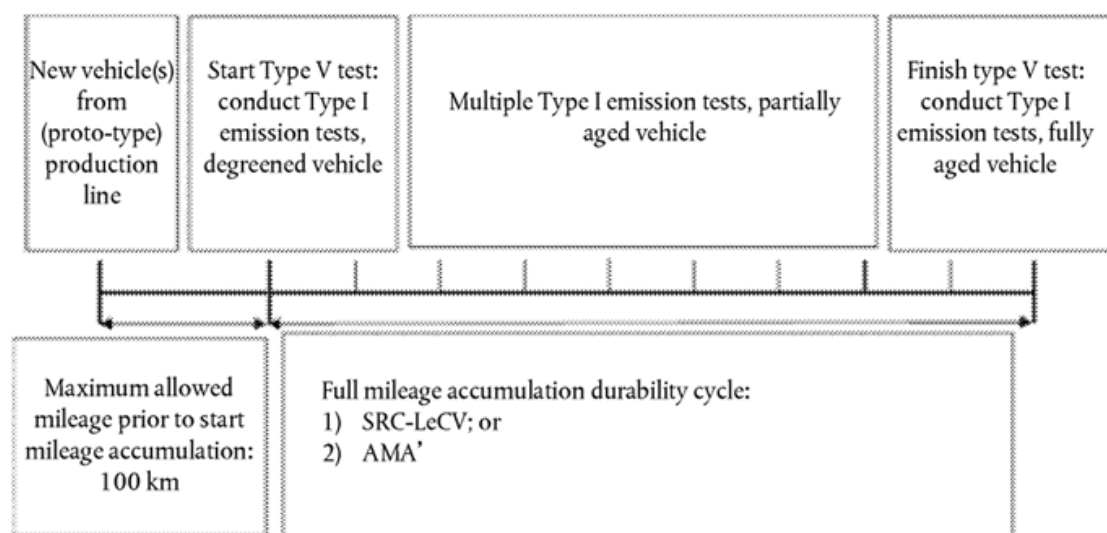 New vehicle(s)
from
(proto-type)
production
line
Start Type V test:
conduct Type I
emission tests,
degreened vehicle
Multiple Type I emission tests, partially
aged vehicle
Finish type V test:
conduct Type I
emission tests, fully
aged vehicle
Maximum allowed
mileage prior to start
mileage accumulation:
100 km
Full mileage accumulation durability cycle:
1) SRC-LeCV; or
2) AMA’